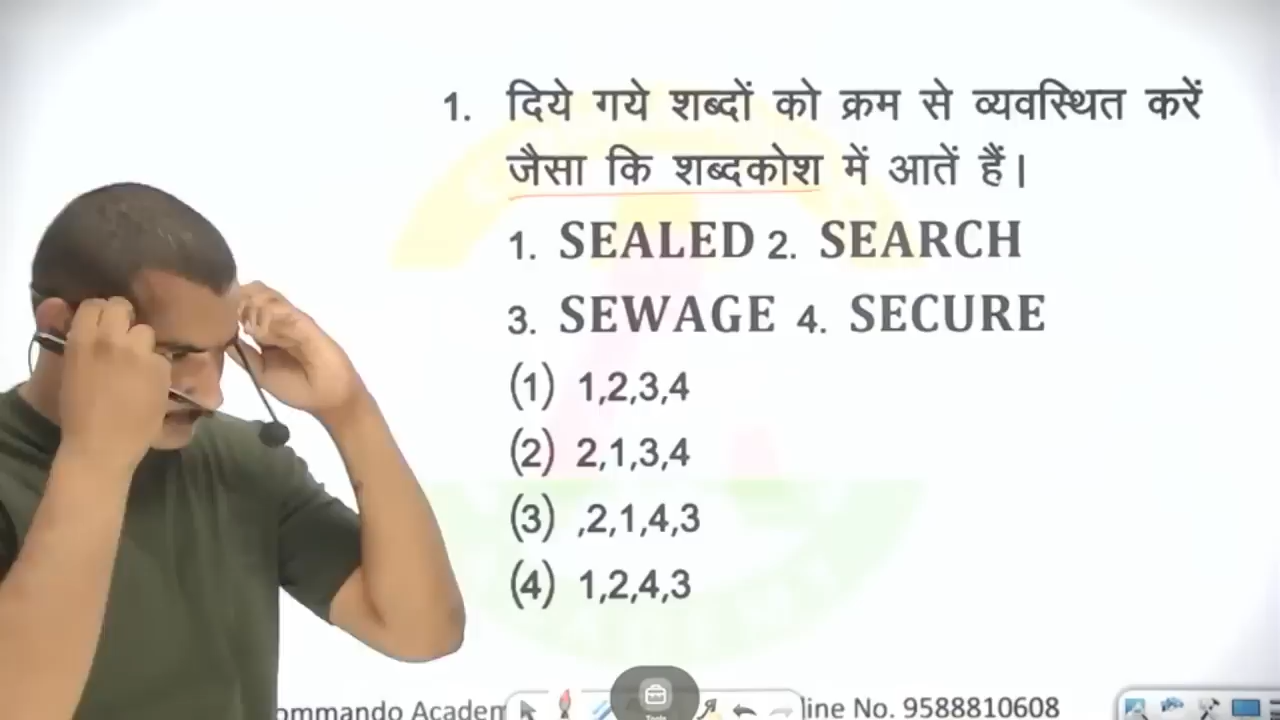 1. दिये गये शब्दों को क्रम से व्यवस्थित करें
जैसा कि शब्दकोश में आतें हैं।
1. SEALED 2. SEARCH
3. SEWAGE 4. SECURE
(1) 1,2,3,4
(2) 2,1,3,4
(3) ,2,1,4,3
(4) 1,2,4,3
ommando Academ line No. 9588810608